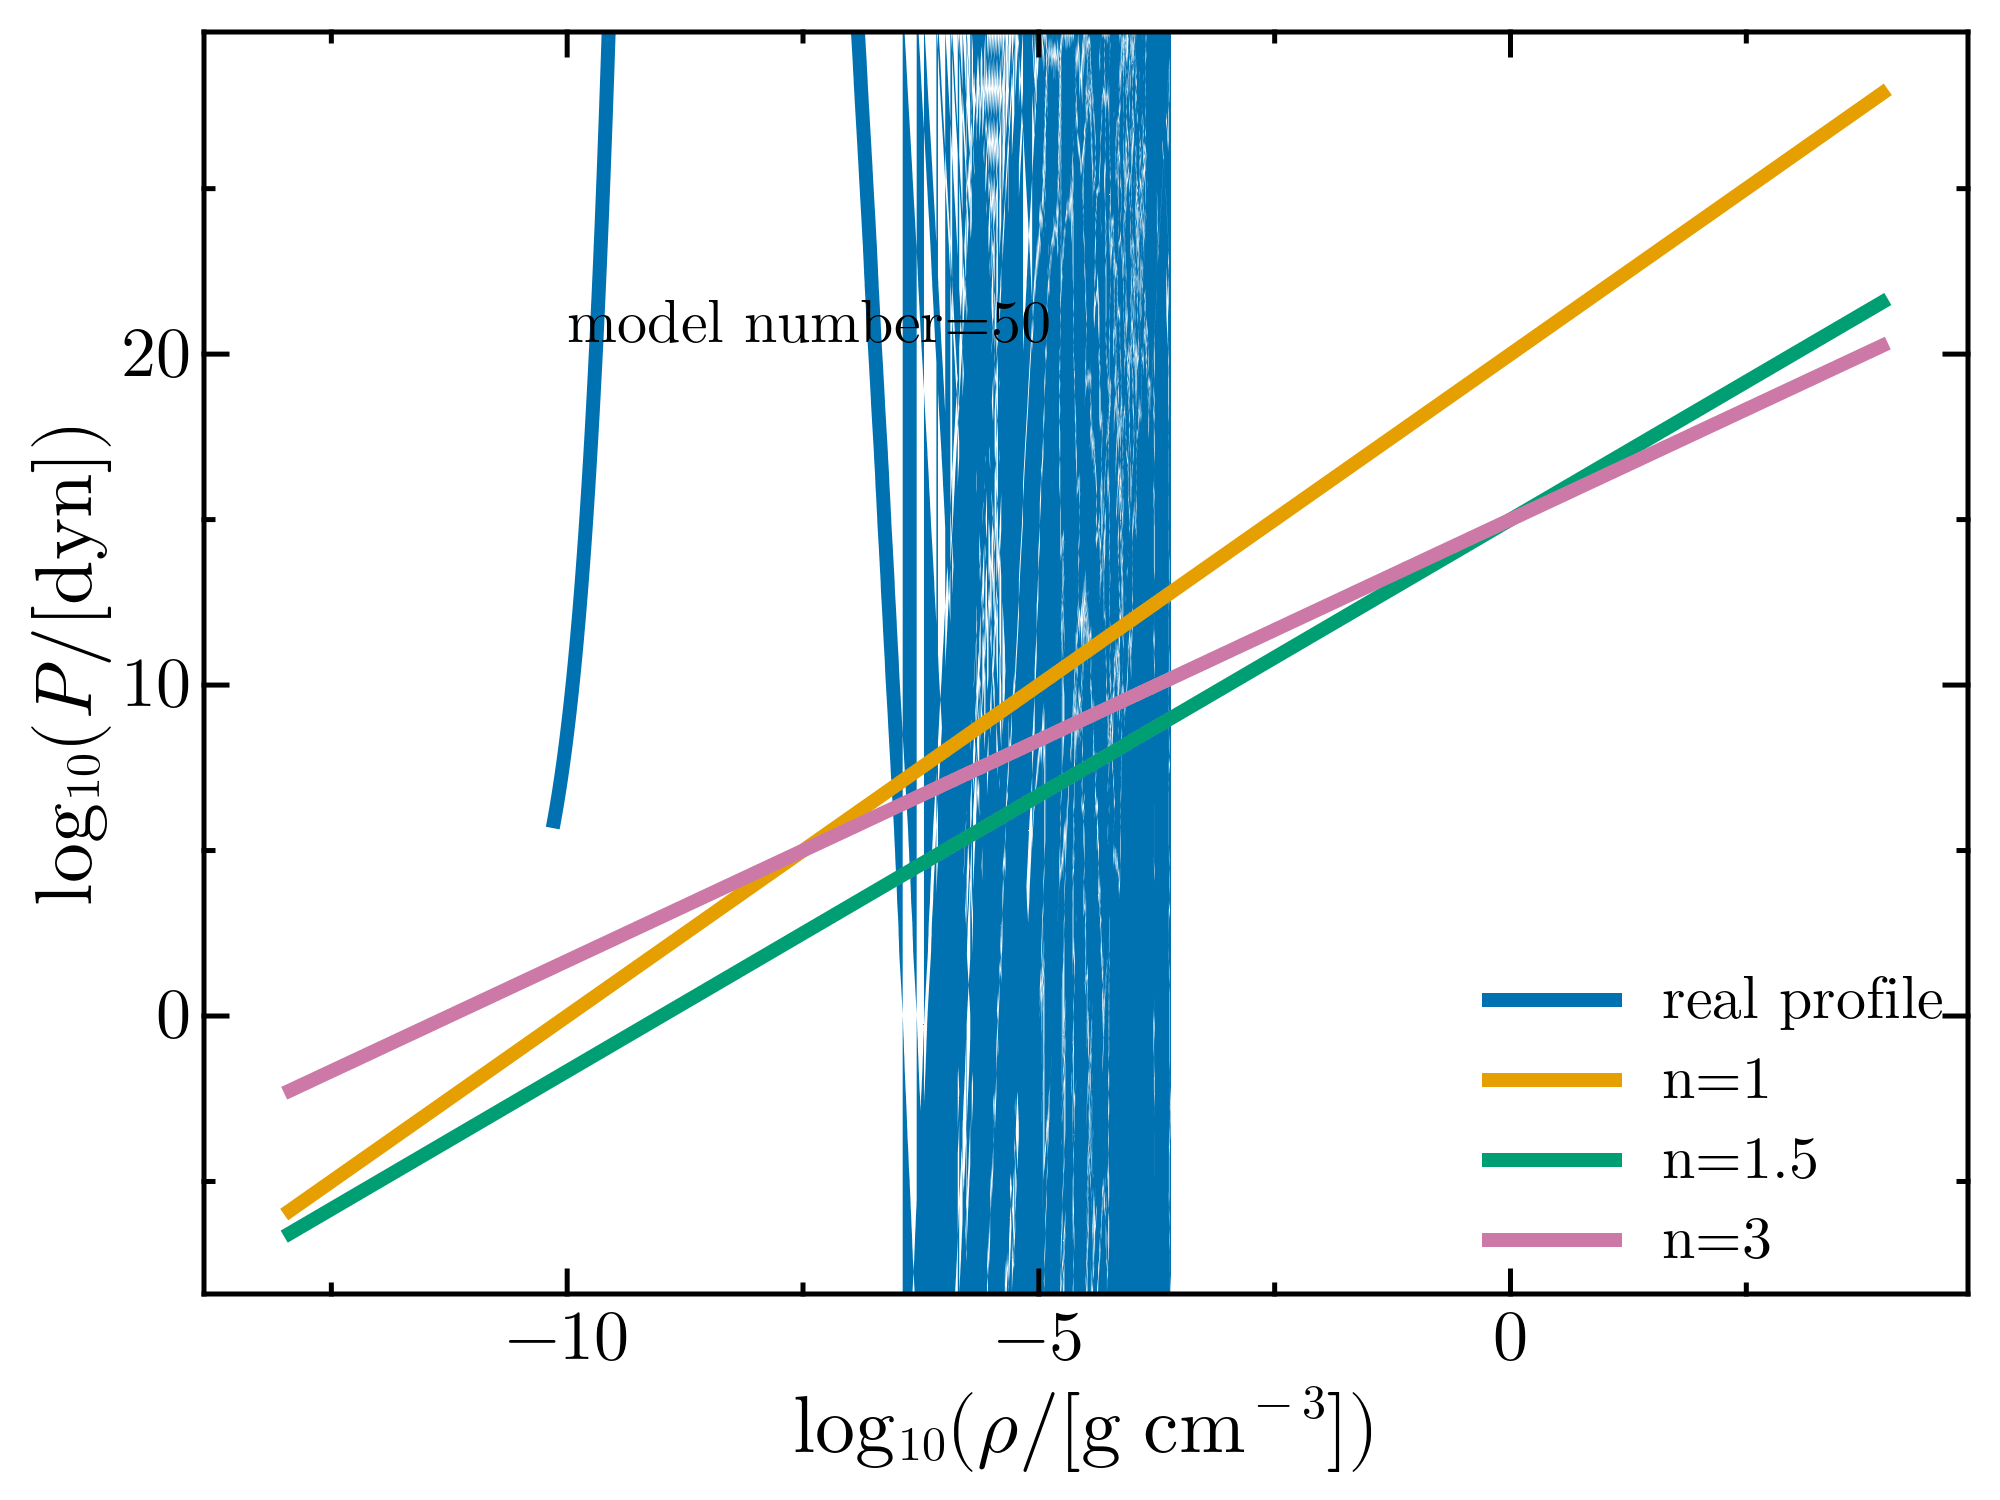 model number=50
20
10
0
log₁₀(P/[dyn])
real profile
n=1
n=1.5
n=3
−10
−5
0
log₁₀(ρ/[g cm⁻³])